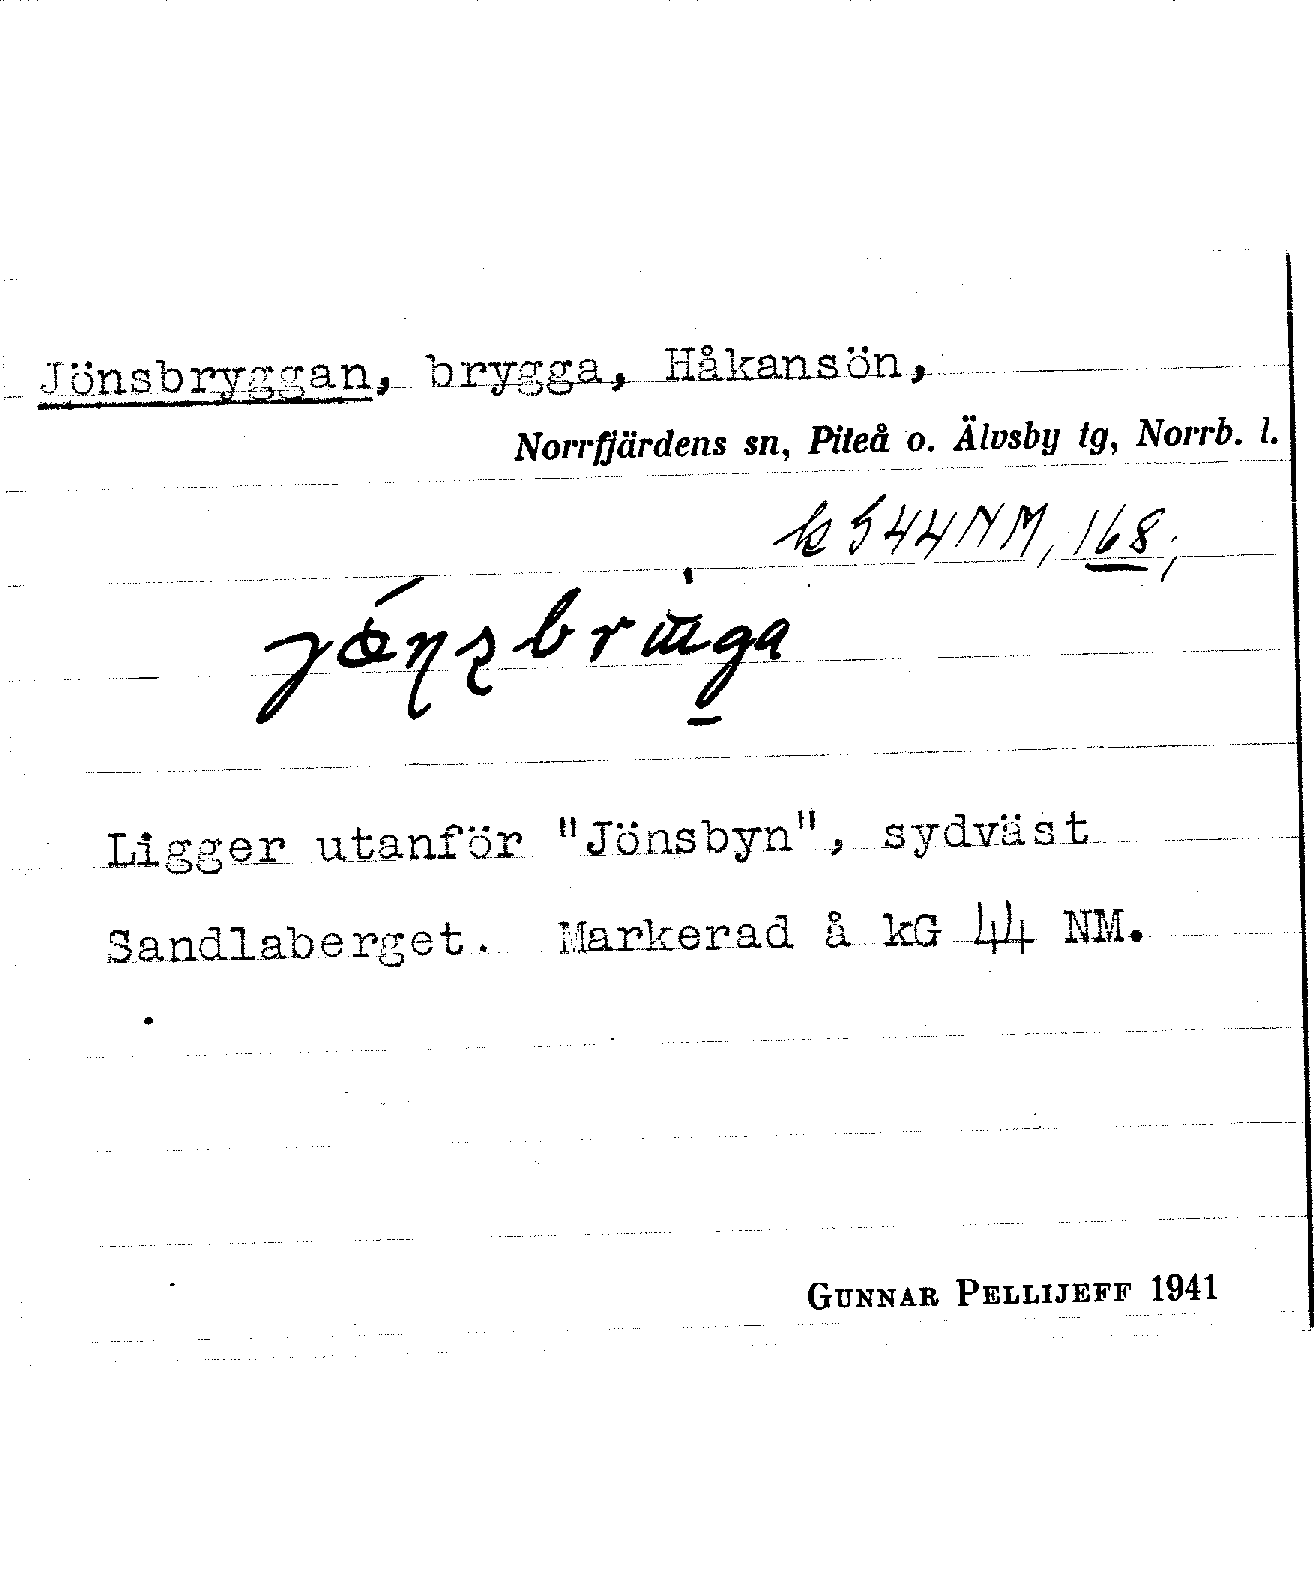 Jönsbryggan, brygga, Håkansön,
Norrfjärdens sn, Piteå o. Älvsby tg, Norrb. l.
k 544 NM, 168;
Ligger utanför "Jönsbyn", sydväst
Sandlaberget. Markerad å kG 44 NM.
GUNNAR PELLIJEFF 1941